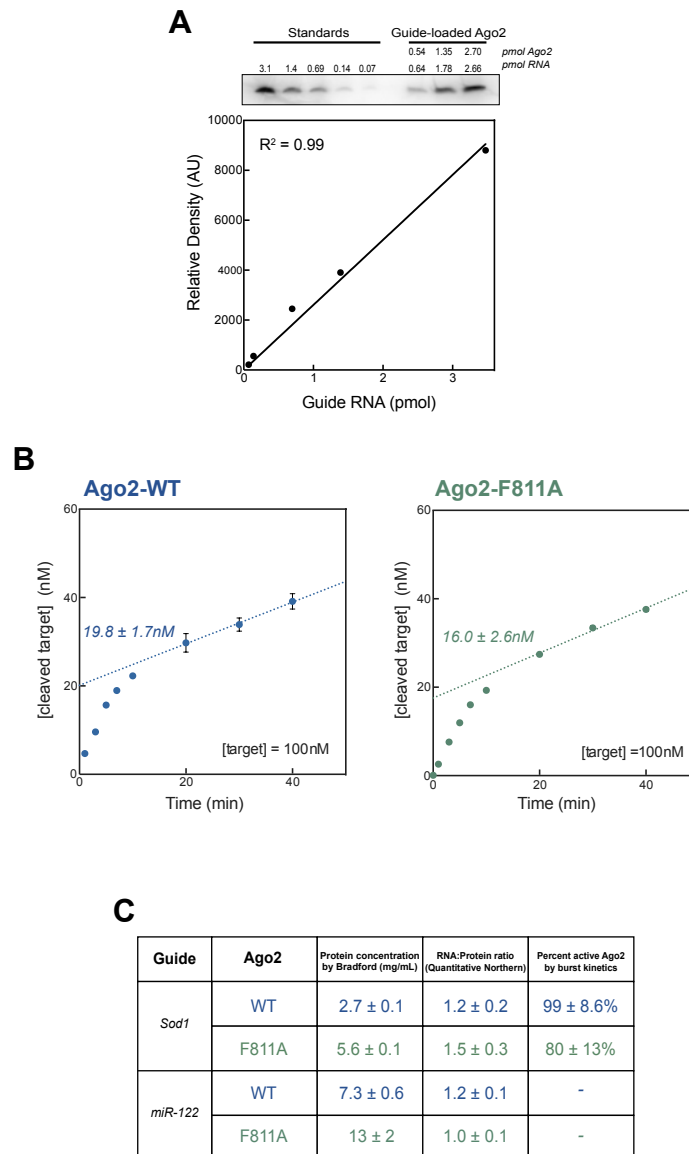 A
Standards
Guide-loaded Ago2
0.54 1.35 2.70 pmol Ago2
3.1 1.4 0.69 0.14 0.07 0.64 1.78 2.66 pmol RNA
R² = 0.99
Relative Density (AU)
10000
8000
6000
4000
2000
0
0 1 2 3
Guide RNA (pmol)
B
Ago2-WT
[cleaved target] (nM)
60
40
20
0
19.8 ± 1.7nM
[target] = 100nM
0 20 40
Time (min)
Ago2-F811A
[cleaved target] (nM)
60
40
20
0
16.0 ± 2.6nM
[target] =100nM
0 20 40
Time (min)
C
Guide Ago2 Protein concentration by Bradford (mg/mL) RNA:Protein ratio (Quantitative Northern) Percent active Ago2 by burst kinetics
Sod1 WT 2.7 ± 0.1 1.2 ± 0.2 99 ± 8.6%
F811A 5.6 ± 0.1 1.5 ± 0.3 80 ± 13%
miR-122 WT 7.3 ± 0.6 1.2 ± 0.1 -
F811A 13 ± 2 1.0 ± 0.1 -